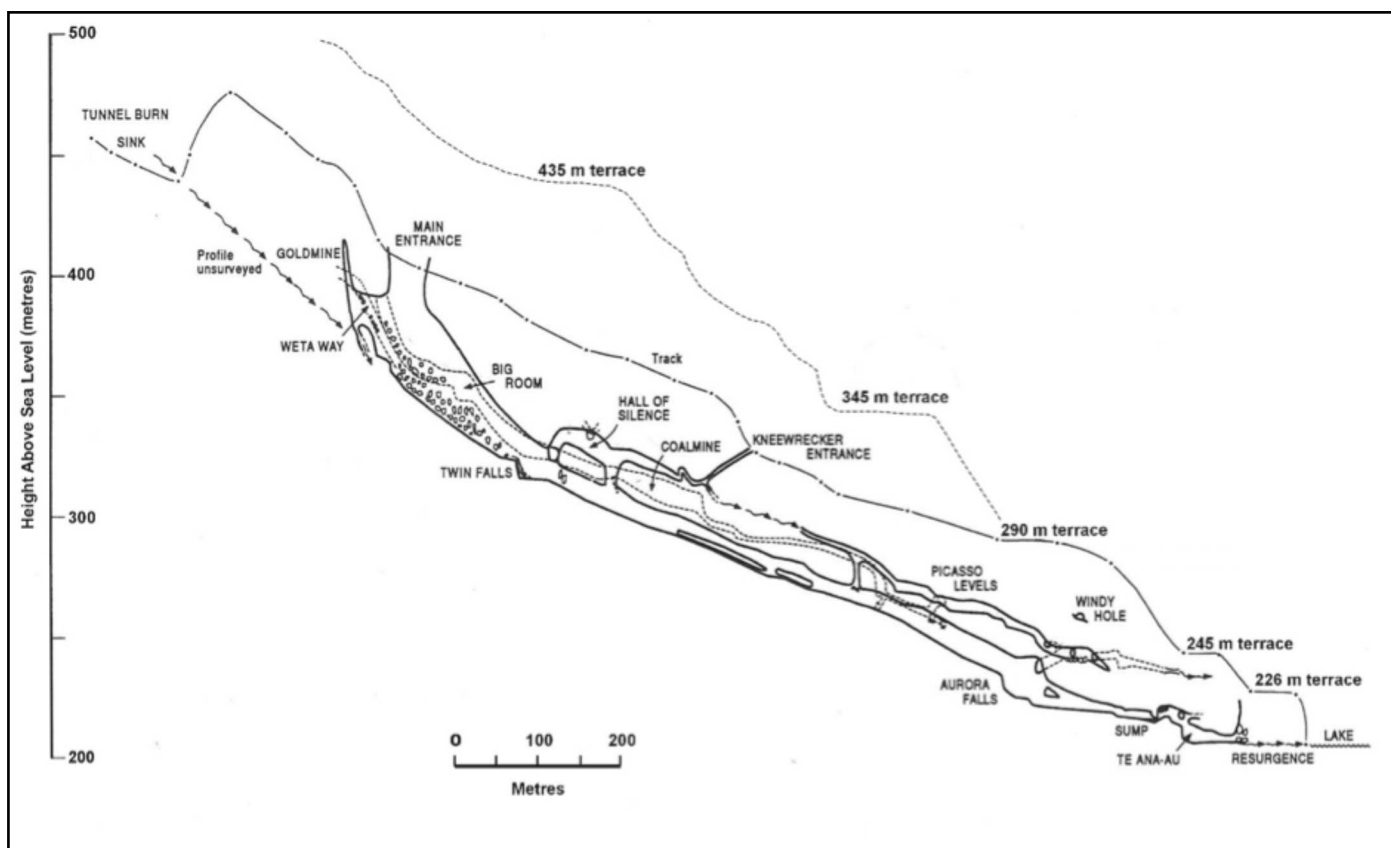 500
TUNNEL BURN
SINK
435 m terrace
MAIN
ENTRANCE
GOLDMINE
Profile
unsurveyed
400
Height Above Sea Level (metres)
WETA WAY
Track
BIG
ROOM
345 m terrace
HALL OF
SILENCE
COALMINE
KNEEWRECKER
ENTRANCE
TWIN FALLS
300
290 m terrace
PICASSO
LEVELS
WINDY
HOLE
245 m terrace
226 m terrace
AURORA
FALLS
SUMP
LAKE
TE ANA-AU
RESURGENCE
200
0 100 200
Metres